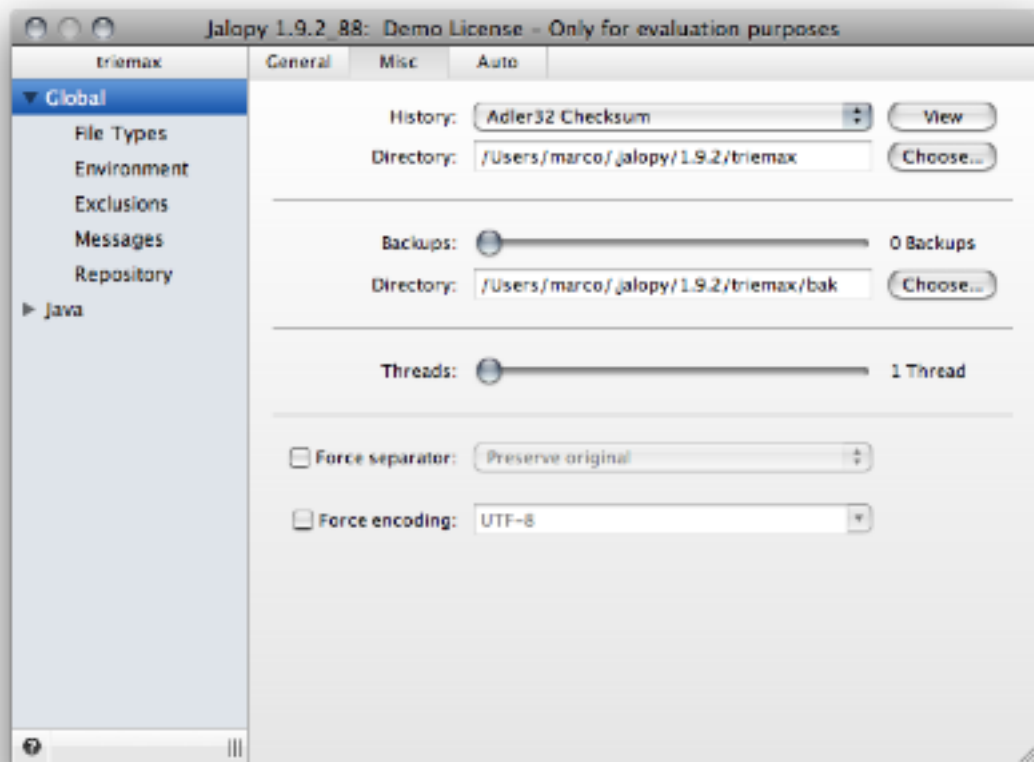 Jalopy 1.9.2_88: Demo License - Only for evaluation purposes
triemax
General Misc Auto
Global
File Types
Environment
Exclusions
Messages
Repository
Java
History: Adler32 Checksum View
Directory: /Users/marco/.jalopy/1.9.2/triemax Choose...
Backups: 0 Backups
Directory: /Users/marco/.jalopy/1.9.2/triemax/bak Choose...
Threads: 1 Thread
Force separator: Preserve original
Force encoding: UTF-8